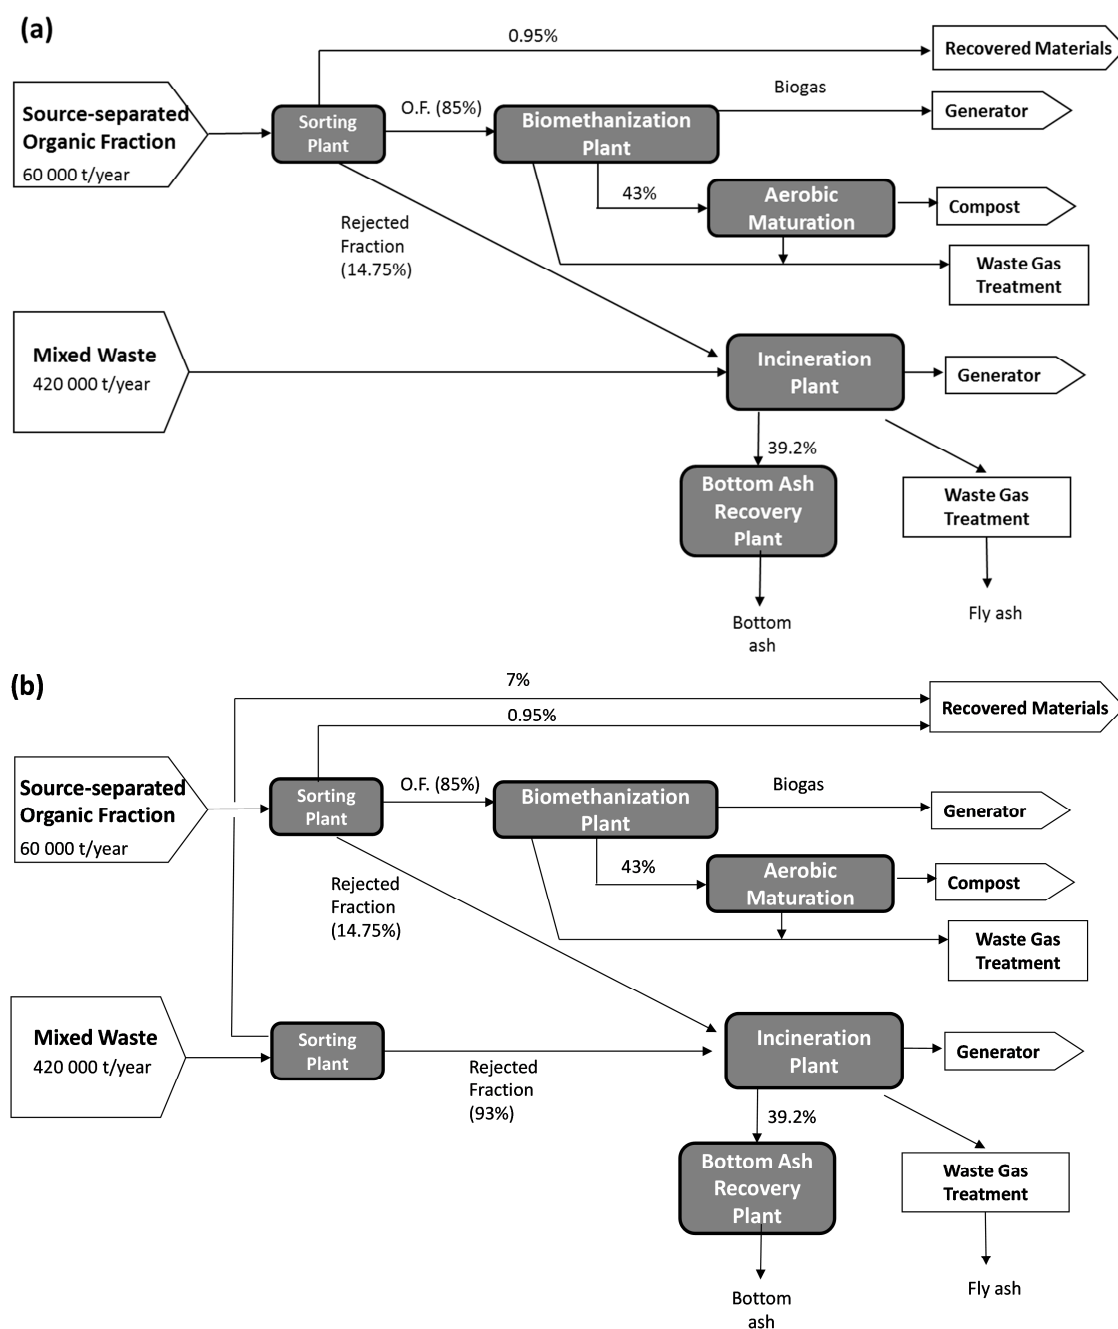 (a)
0.95%
Recovered Materials
Source-separated
Organic Fraction
60 000 t/year
Sorting
Plant
O.F. (85%)
Biomethanization
Plant
Biogas
Generator
43%
Aerobic
Maturation
Compost
Rejected
Fraction
(14.75%)
Waste Gas
Treatment
Mixed Waste
420 000 t/year
Incineration
Plant
Generator
39.2%
Bottom Ash
Recovery
Plant
Waste Gas
Treatment
Bottom
ash
Fly ash
(b)
7%
0.95%
Recovered Materials
Source-separated
Organic Fraction
60 000 t/year
Sorting
Plant
O.F. (85%)
Biomethanization
Plant
Biogas
Generator
43%
Aerobic
Maturation
Compost
Rejected
Fraction
(14.75%)
Waste Gas
Treatment
Mixed Waste
420 000 t/year
Sorting
Plant
Rejected
Fraction
(93%)
Incineration
Plant
Generator
39.2%
Bottom Ash
Recovery
Plant
Waste Gas
Treatment
Bottom
ash
Fly ash